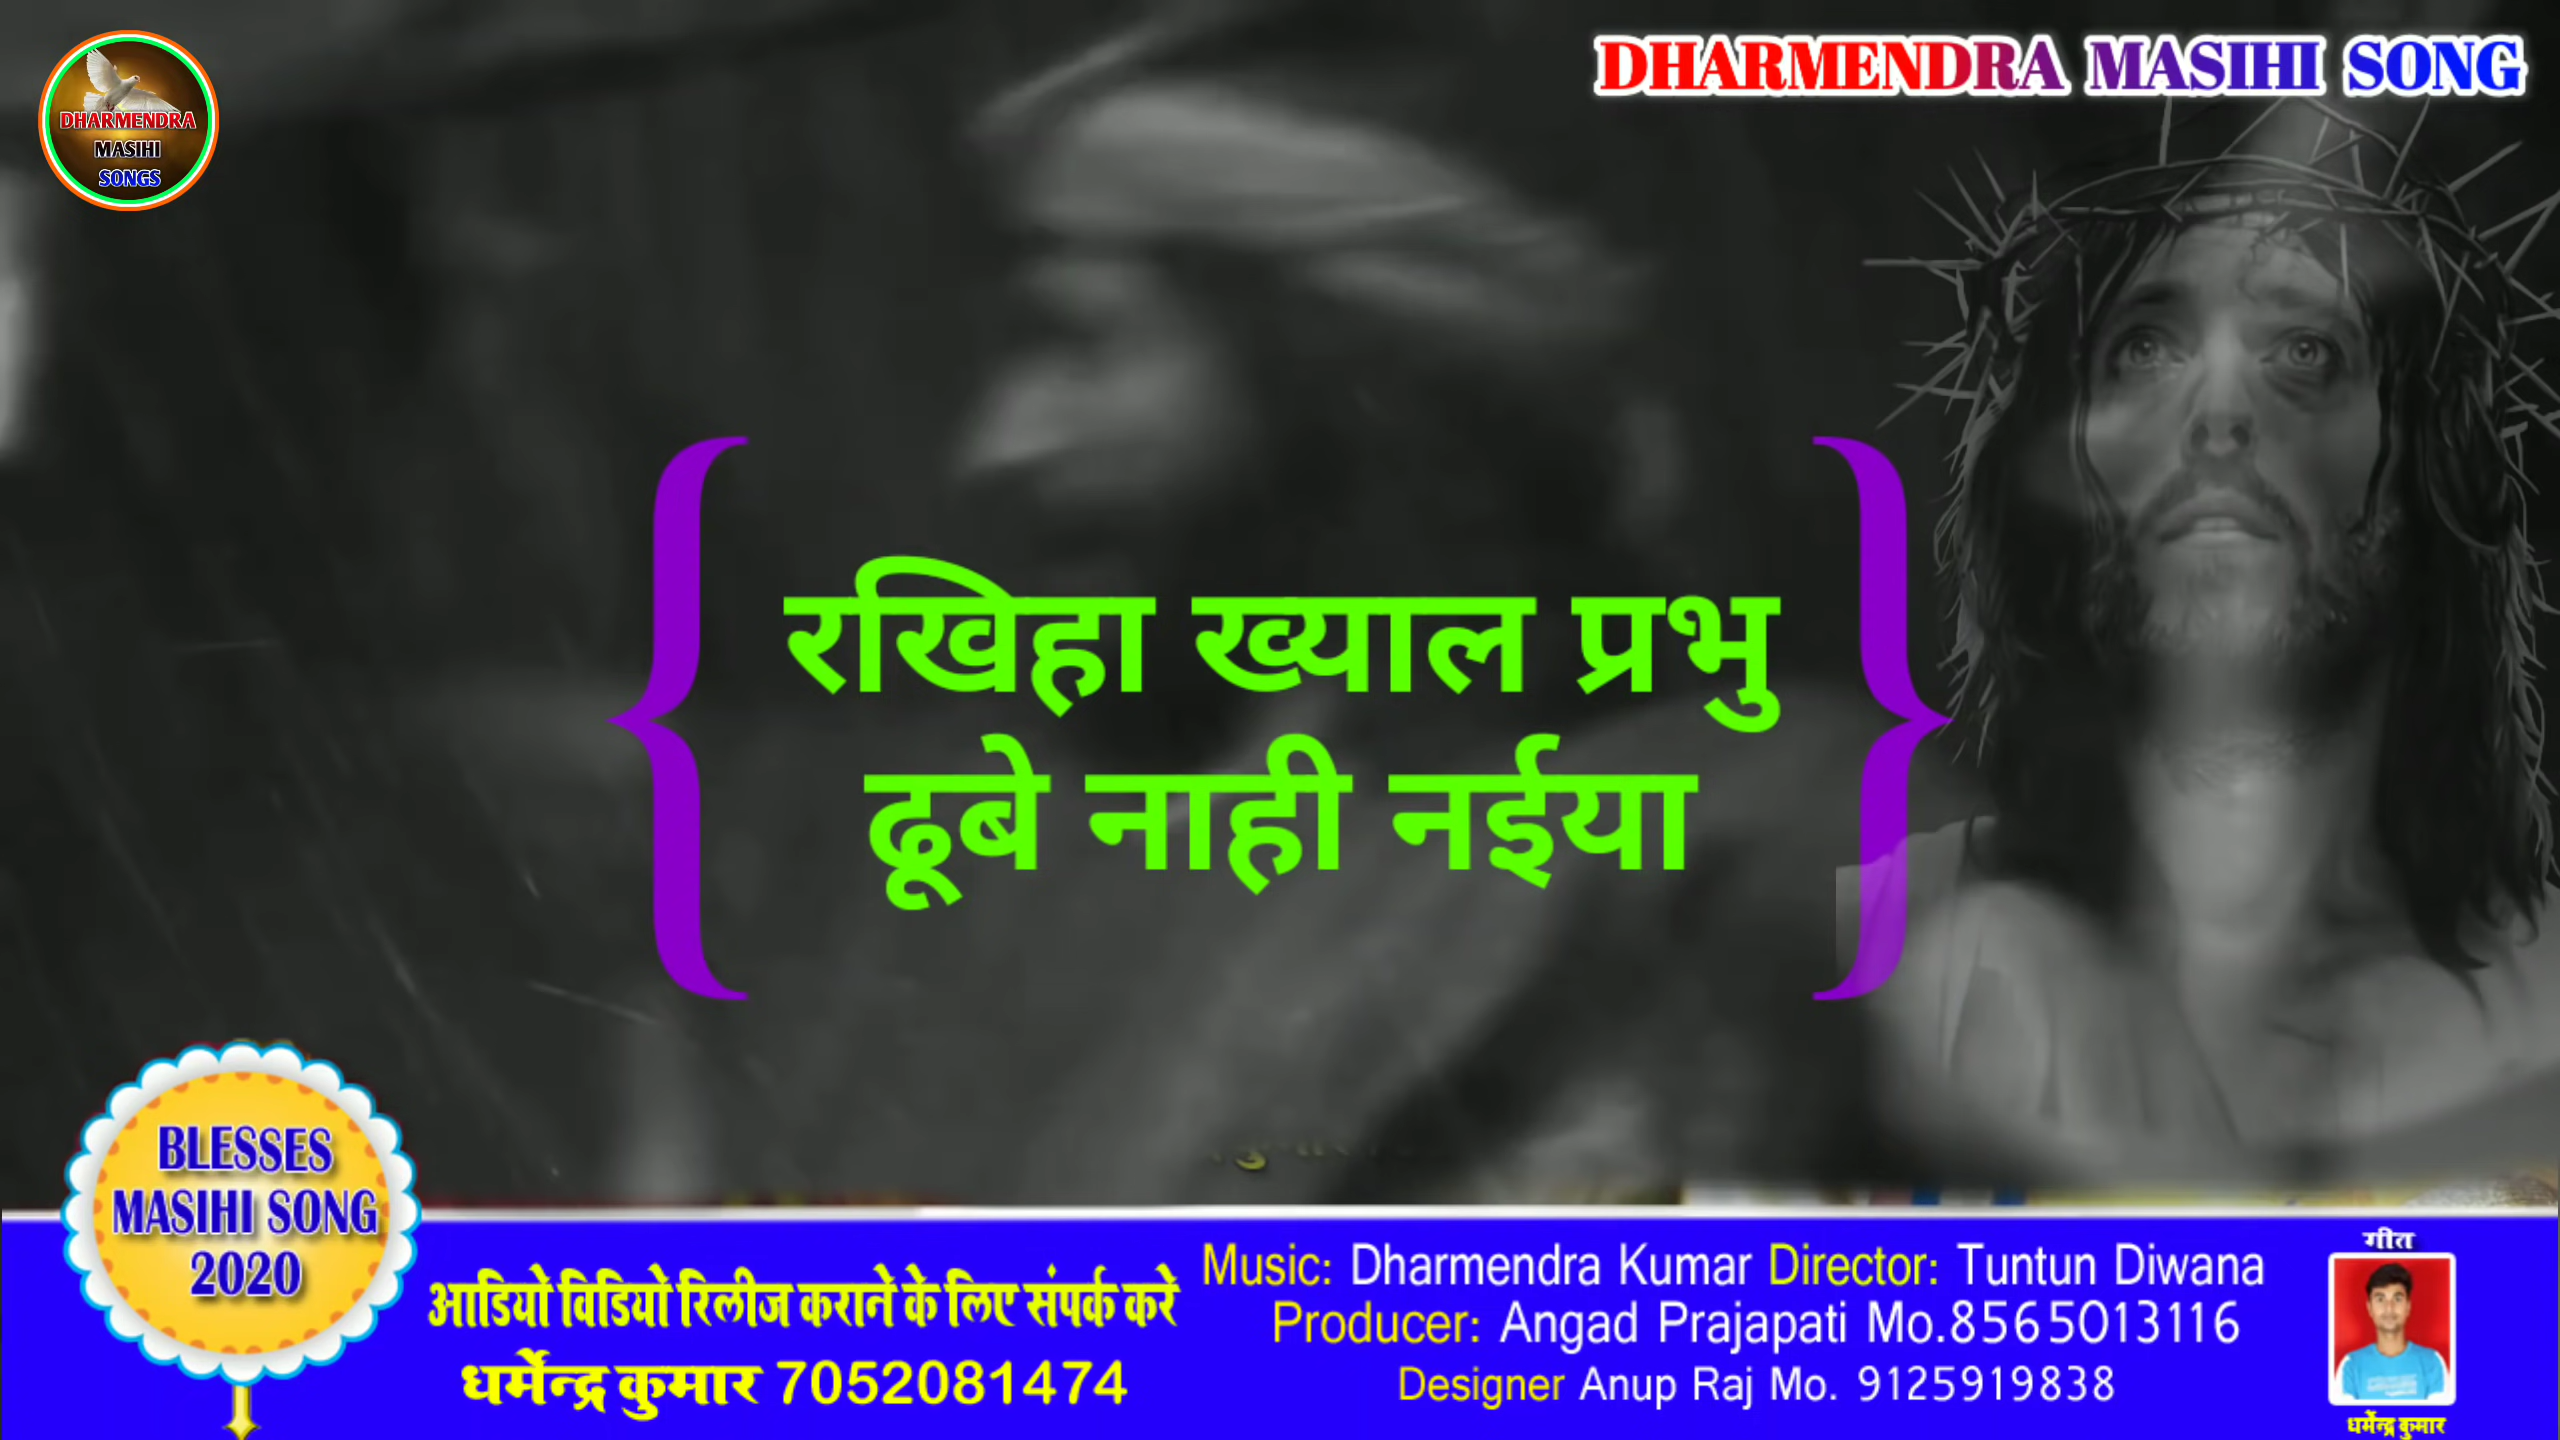 DHARMENDRA MASIHI SONG
DHARMENDRA
MASIHI
SONGS
रखिहा ख्याल प्रभु
ढूबे नाही नईया
BLESSES
MASIHI SONG
2020
आडियो विडियो रिलीज कराने के लिए संपर्क करे
धर्मेन्द्र कुमार 7052081474
Music: Dharmendra Kumar Director: Tuntun Diwana
Producer: Angad Prajapati Mo.8565013116
Designer Anup Raj Mo. 9125919838
गीत
धर्मेन्द्र कुमार